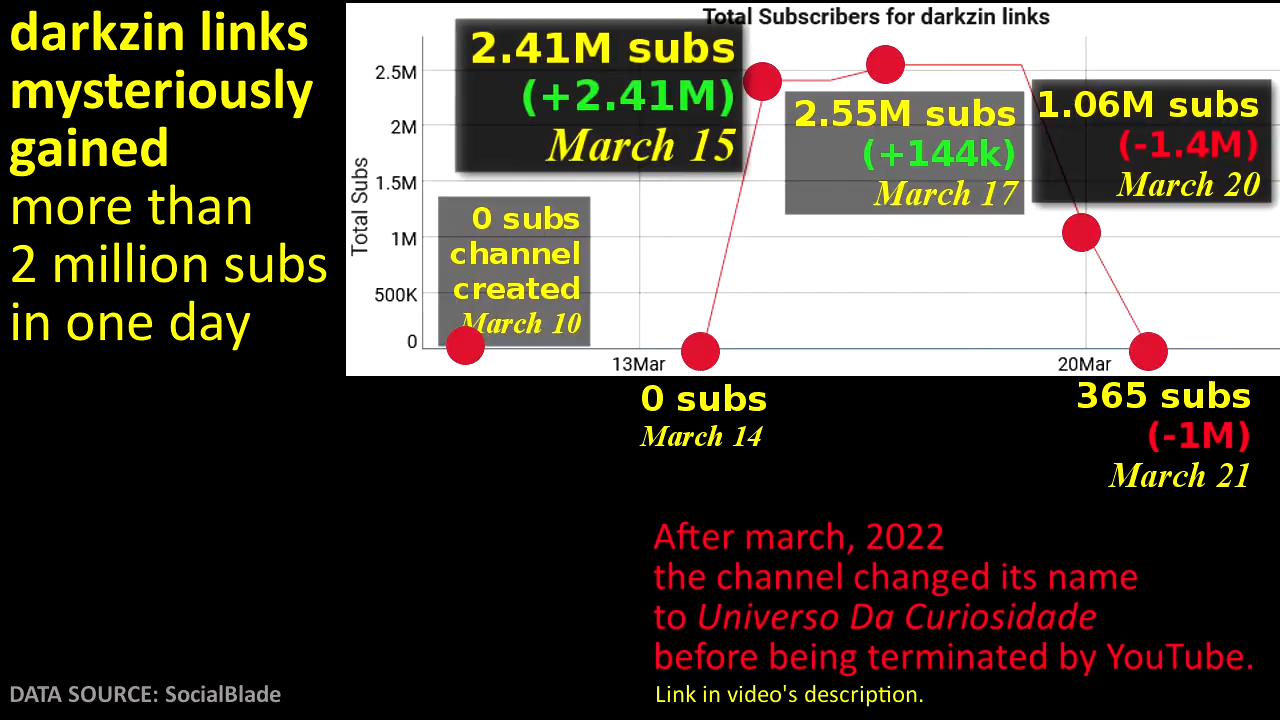 darkzin links
mysteriously
gained
more than
2 million subs
in one day
Total Subscribers for darkzin links
Total Subs
2.5M
2M
1.5M
1M
500K
0
13Mar
20Mar
0 subs
channel
created
March 10
0 subs
March 14
2.41M subs
(+2.41M)
March 15
2.55M subs
(+144k)
March 17
1.06M subs
(-1.4M)
March 20
365 subs
(-1M)
March 21
After march, 2022
the channel changed its name
to Universo Da Curiosidade
before being terminated by YouTube.
DATA SOURCE: SocialBlade
Link in video's description.